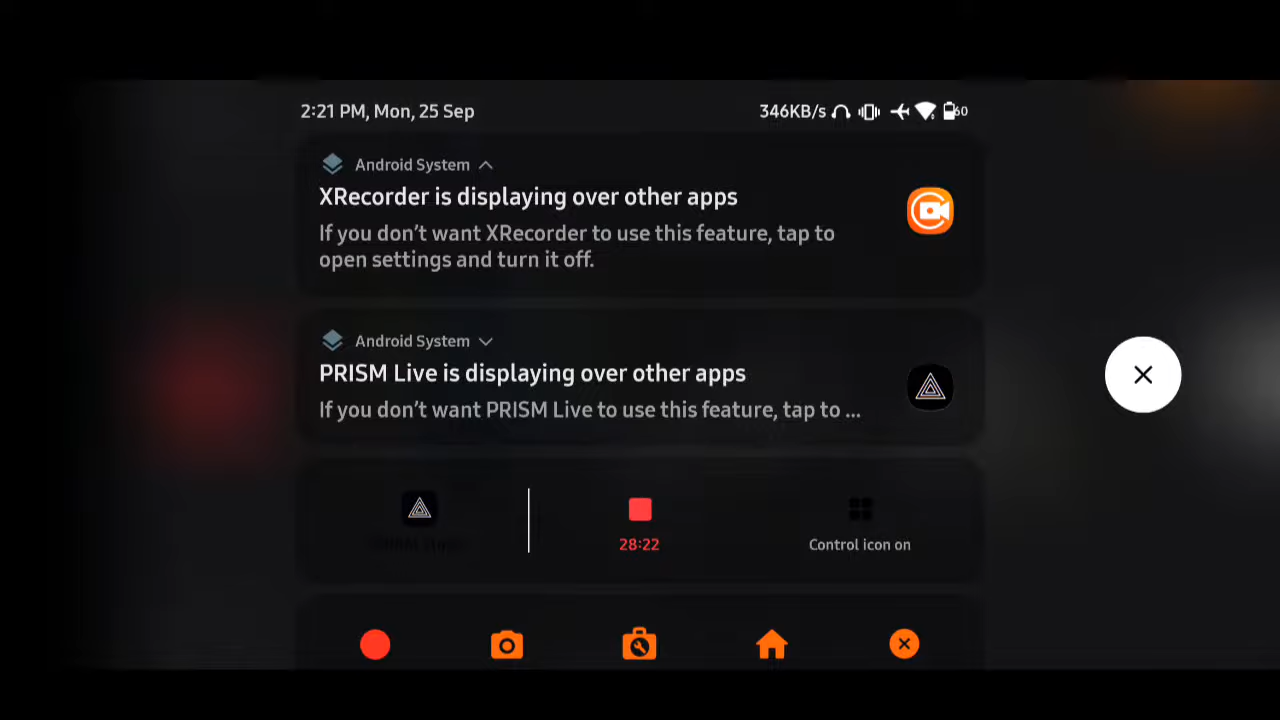 2:21 PM, Mon, 25 Sep
346KB/s
60
Android System
XRecorder is displaying over other apps
If you don’t want XRecorder to use this feature, tap to
open settings and turn it off.
Android System
PRISM Live is displaying over other apps
If you don’t want PRISM Live to use this feature, tap to ...
28:22
Control icon on